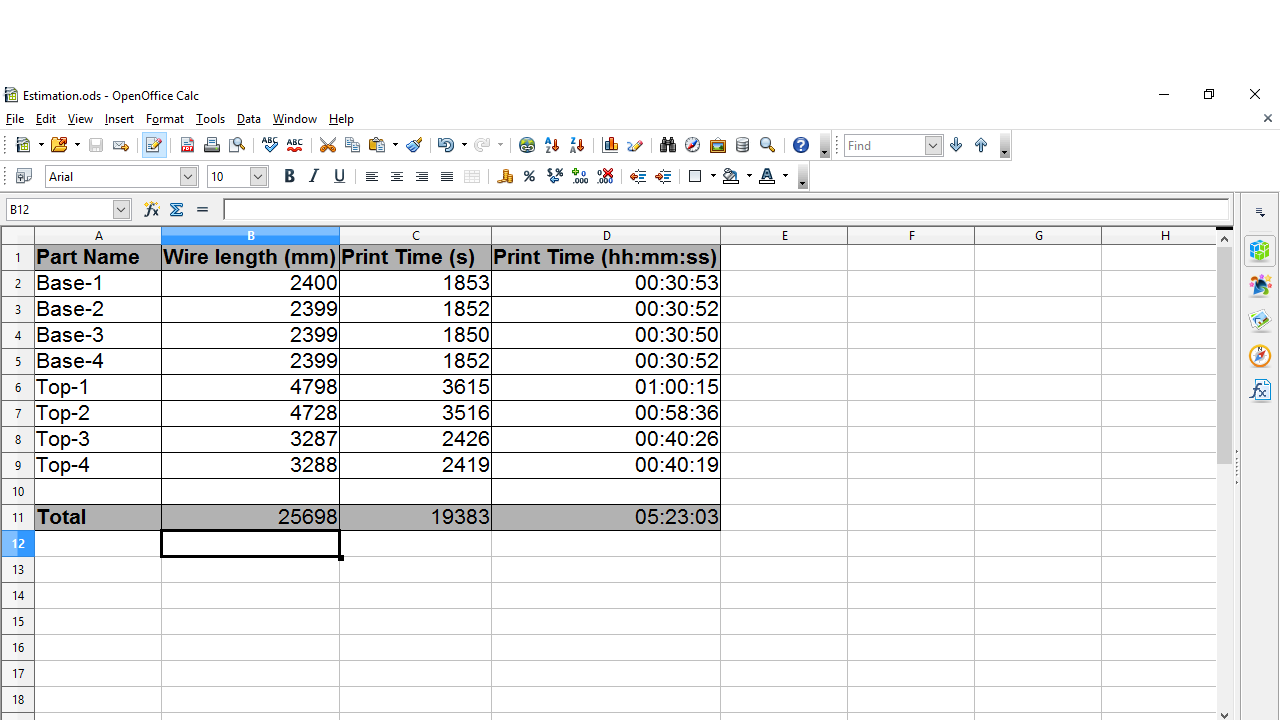 Estimation.ods - OpenOffice Calc
File Edit View Insert Format Tools Data Window Help
Find
Arial 10 B I U
B12
A B C D E F G H
1 Part Name Wire length (mm) Print Time (s) Print Time (hh:mm:ss)
2 Base-1 2400 1853 00:30:53
3 Base-2 2399 1852 00:30:52
4 Base-3 2399 1850 00:30:50
5 Base-4 2399 1852 00:30:52
6 Top-1 4798 3615 01:00:15
7 Top-2 4728 3516 00:58:36
8 Top-3 3287 2426 00:40:26
9 Top-4 3288 2419 00:40:19
10
11 Total 25698 19383 05:23:03
12
13
14
15
16
17
18